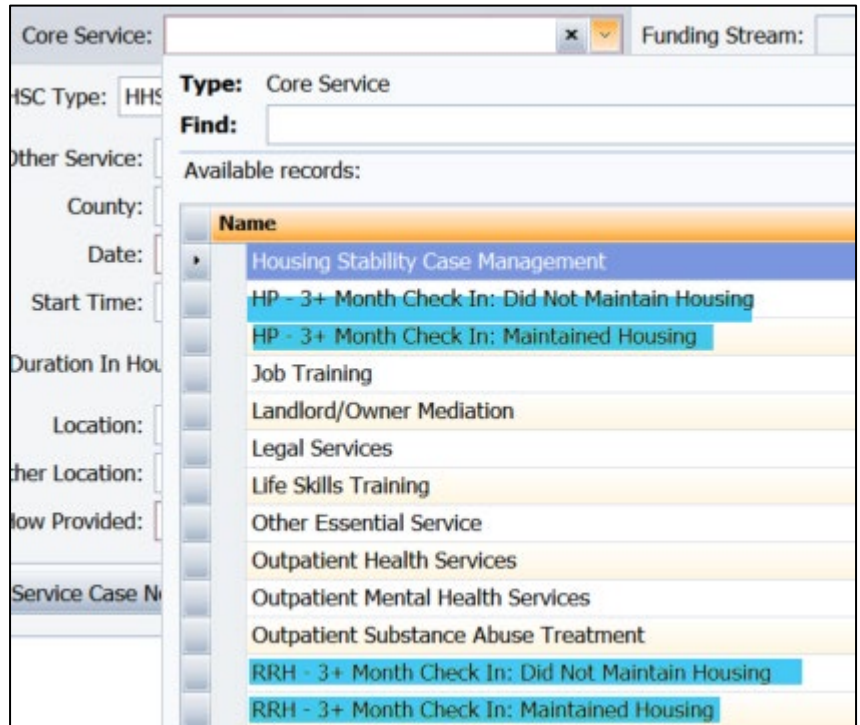 Core Service: x Funding Stream:
HSC Type: HHS
Type: Core Service
Find:
Other Service:
Available records:
County:
Name
Date:
Housing Stability Case Management
Start Time:
HP - 3+ Month Check In: Did Not Maintain Housing
HP - 3+ Month Check In: Maintained Housing
Duration In Hou
Job Training
Location:
Landlord/Owner Mediation
Legal Services
ther Location:
Life Skills Training
How Provided:
Other Essential Service
Outpatient Health Services
Service Case No
Outpatient Mental Health Services
Outpatient Substance Abuse Treatment
RRH - 3+ Month Check In: Did Not Maintain Housing
RRH - 3+ Month Check In: Maintained Housing